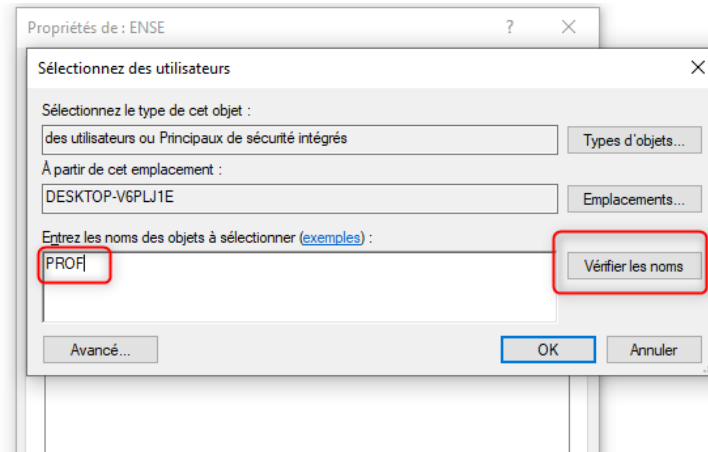 Propriétés de : ENSE ?
Sélectionnez des utilisateurs
Sélectionnez le type de cet objet :
des utilisateurs ou Principaux de sécurité intégrés Types d'objets...
À partir de cet emplacement :
DESKTOP-V6PLJ1E Emplacements...
Entrez les noms des objets à sélectionner (exemples) :
PROF Vérifier les noms
Avancé... OK Annuler